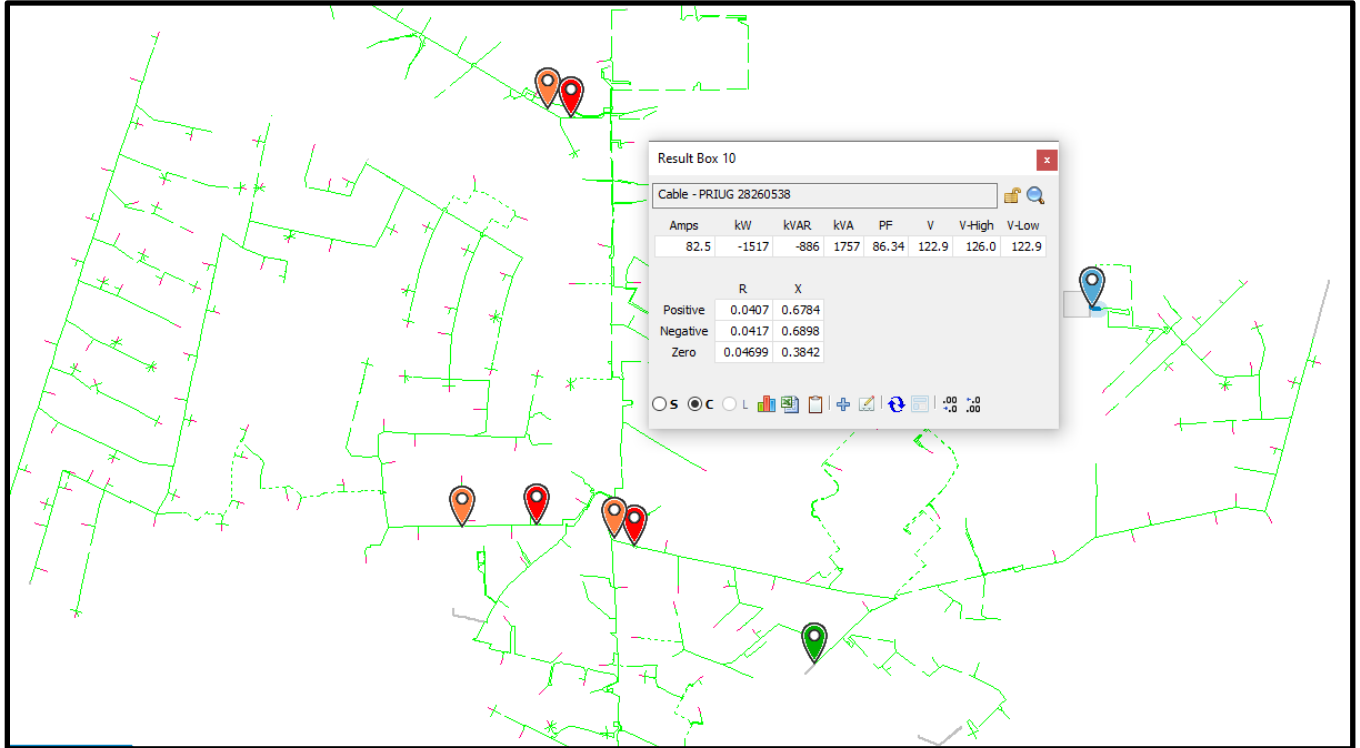 Result Box 10
x
Cable - PRIUG 28260538
Amps kW kVAR kVA PF V V-High V-Low
82.5 -1517 -886 1757 86.34 122.9 126.0 122.9
R X
Positive 0.0407 0.6784
Negative 0.0417 0.6898
Zero 0.04699 0.3842
S C L .00 .0 .0 .00